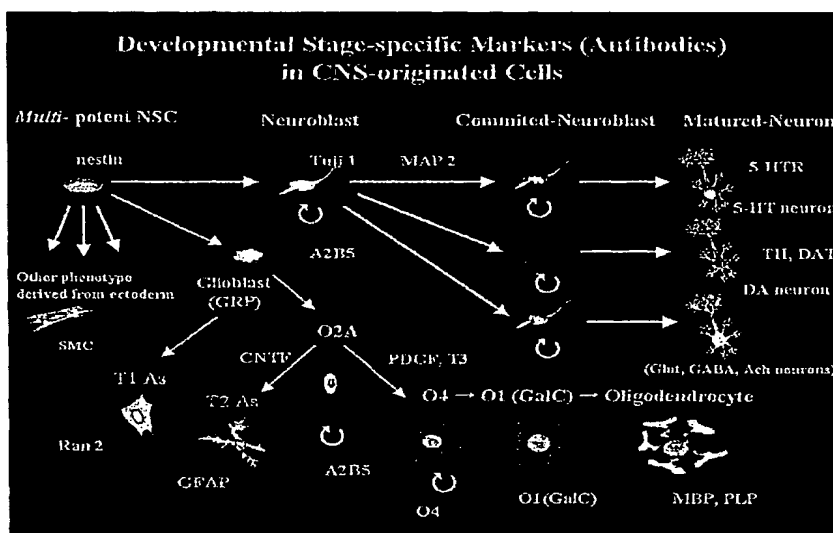 Developmental Stage-specific Markers (Antibodies)
in CNS-originated Cells
Multi- potent NSC
Neuroblast
Commited-Neuroblast
Matured-Neuron
nestin
Tuji 1
MAP 2
5-HTR
5-HT neuron
A2B5
Other phenotype
derived from ectoderm
Glioblast
(GRP)
TH, DAT
DA neuron
SMC
O2A
CNTF
PDGF, T3
(Glut, GABA, Ach neurons)
T1 As
T2 As
O4 → O1 (GalC) → Oligodendrocyte
Ran 2
GFAP
A2B5
O4
O1(GalC)
MBP, PLP